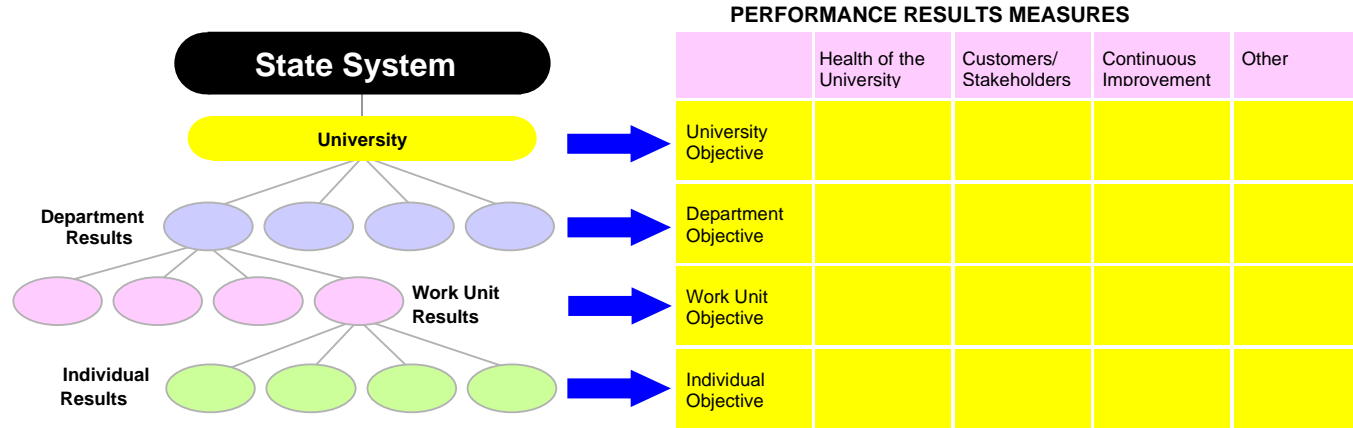 PERFORMANCE RESULTS MEASURES
State System
University
Department
Results
Work Unit
Results
Individual
Results
Health of the
University
Customers/
Stakeholders
Continuous
Improvement
Other
University
Objective
Department
Objective
Work Unit
Objective
Individual
Objective